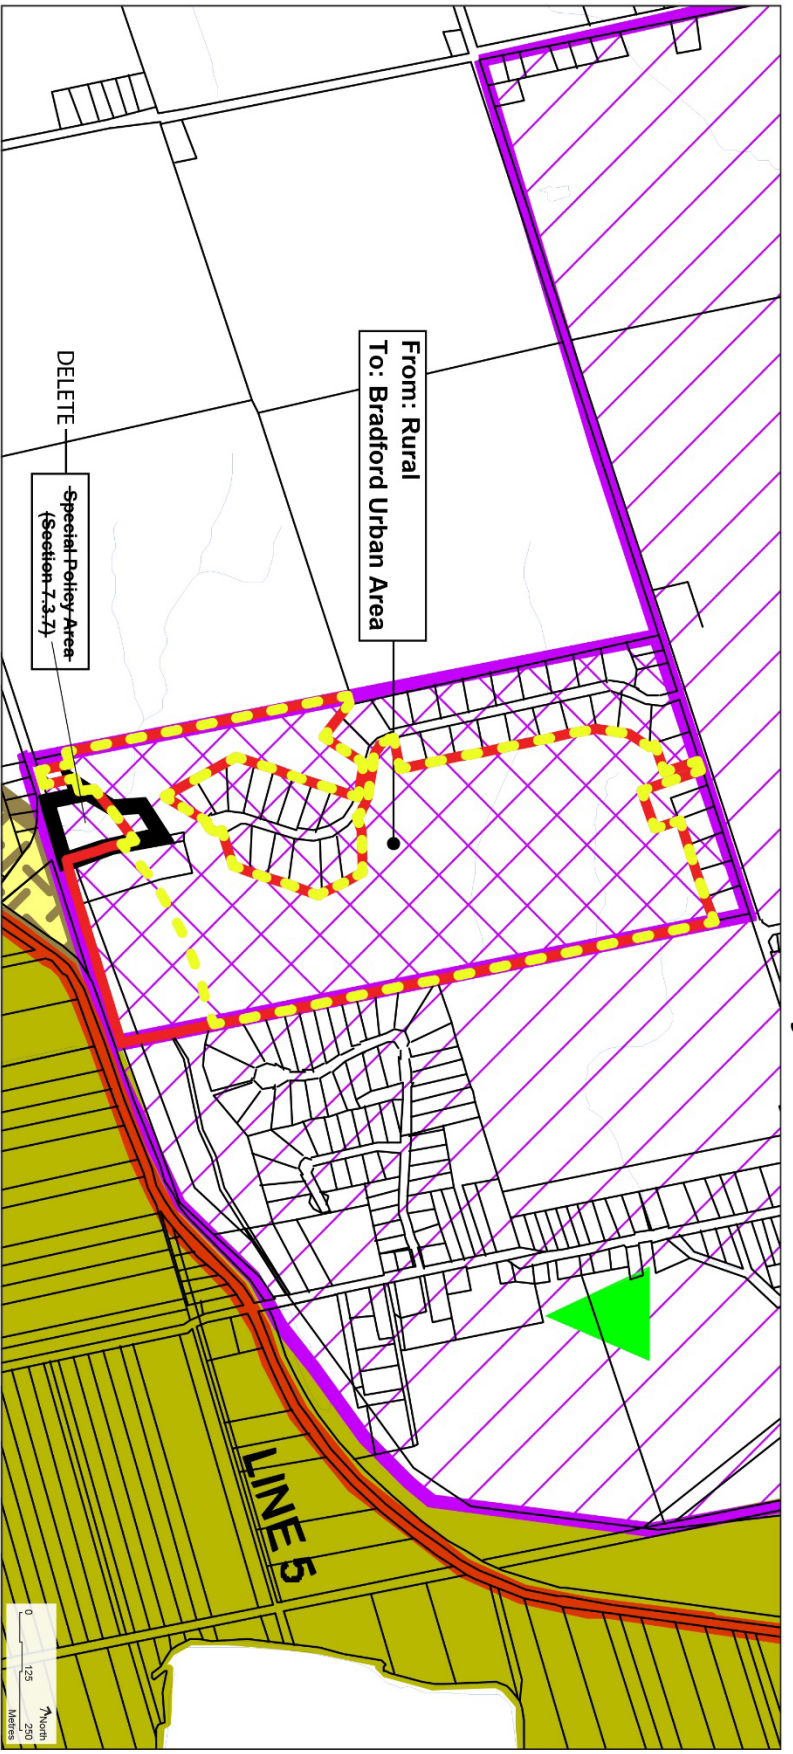 From: Rural
To: Bradford Urban Area
DELETE
Special Policy Area
(Section 7.3.7)
LINE 5
North
0 125 250
Metres